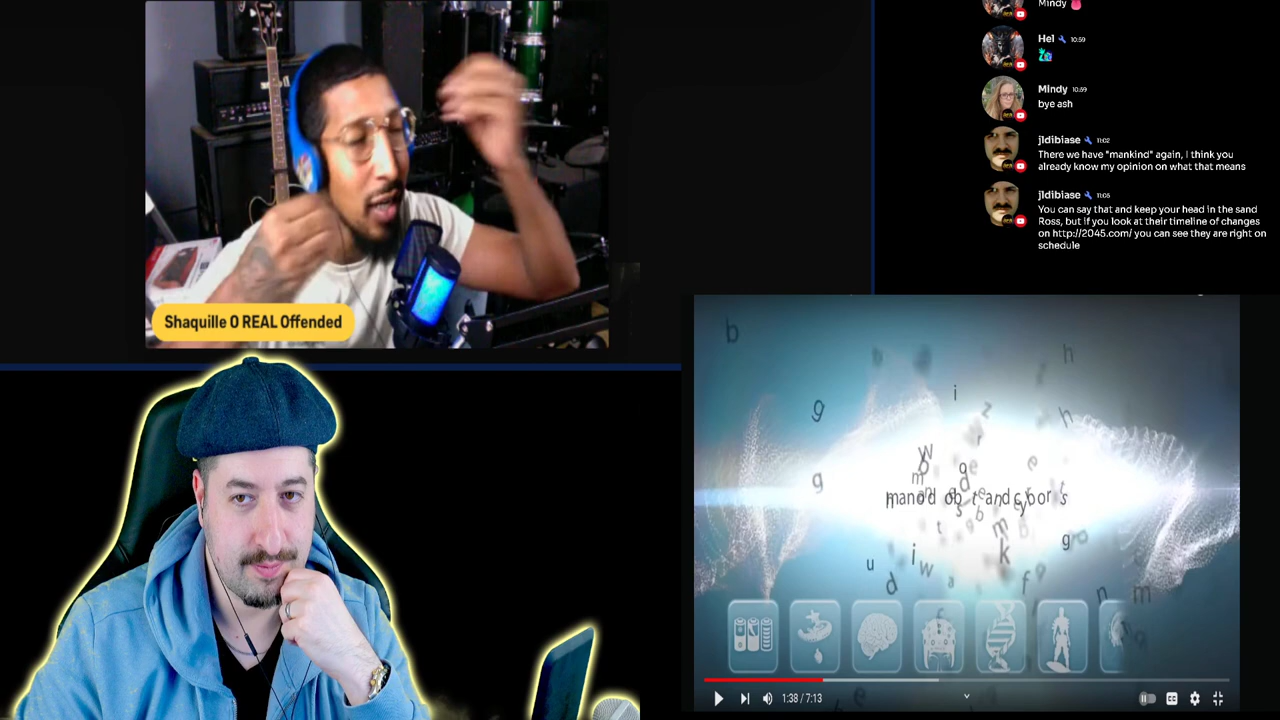 Mindy
Hel 10:59
Mindy 10:59
bye ash
jldibiase 11:02
There we have "mankind" again, I think you
already know my opinion on what that means
jldibiase 11:05
You can say that and keep your head in the sand
Ross, but if you look at their timeline of changes
on http://2045.com/ you can see they are right on
schedule
Shaquille O REAL Offended
1:38 / 7:13